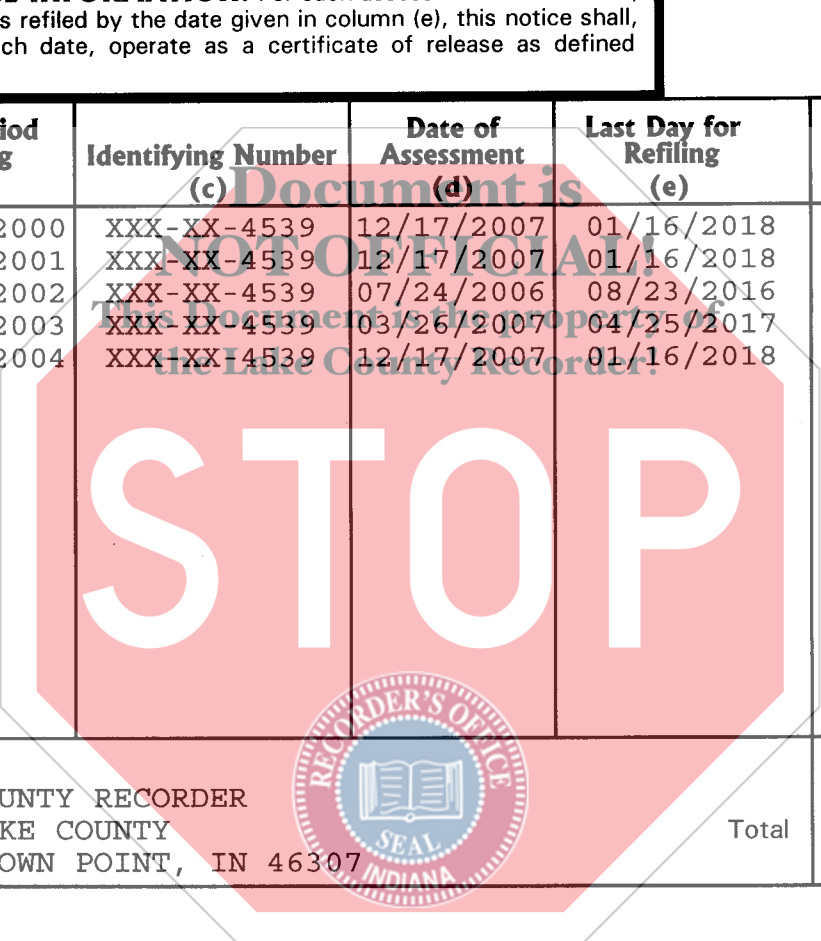 s refiled by the date given in column (e), this notice shall,
ch date, operate as a certificate of release as defined
iod
g
Identifying Number
(c)
Date of
Assessment
(d)
Last Day for
Refiling
(e)
2000 XXX-XX-4539 12/17/2007 01/16/2018
2001 XXX-XX-4539 12/17/2007 01/16/2018
2002 XXX-XX-4539 07/24/2006 08/23/2016
2003 XXX-XX-4539 03/26/2007 04/25/2017
2004 XXX-XX-4539 12/17/2007 01/16/2018
Document is
NOT OFFICIAL!
This Document is the property of
the Lake County Recorder!
STOP
RECORDER'S OFFICE
SEAL
INDIANA
UNTY RECORDER
KE COUNTY
OWN POINT, IN 46307
Total